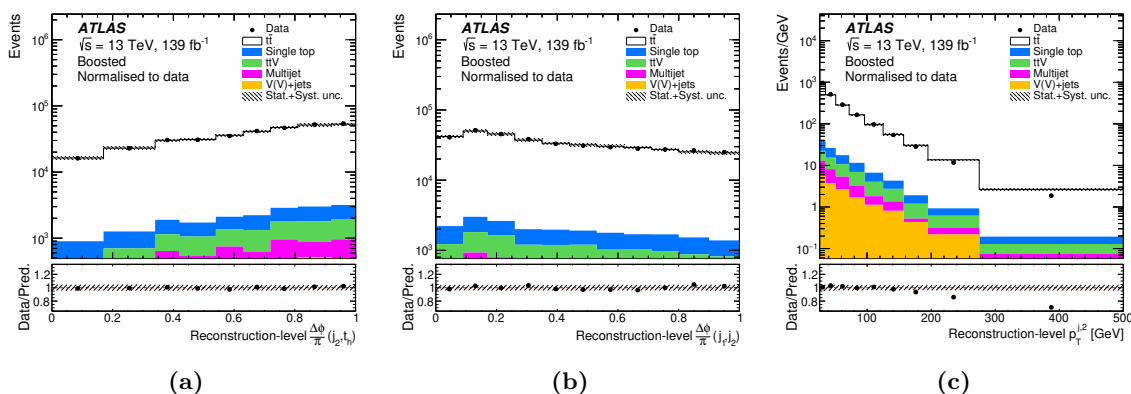 ATLAS
√s = 13 TeV, 139 fb⁻¹
Boosted
Normalised to data
Data
tt̄
Single top
ttV
Multijet
V(V)+jets
Stat.+Syst. unc.
Events
10⁶
10⁵
10⁴
10³
Data/Pred.
1.2
1
0.8
0 0.2 0.4 0.6 0.8 1
Reconstruction-level Δφ/π (j₂,tₕ)
(a)
ATLAS
√s = 13 TeV, 139 fb⁻¹
Boosted
Normalised to data
Data
tt̄
Single top
ttV
Multijet
V(V)+jets
Stat.+Syst. unc.
Events
10⁶
10⁵
10⁴
10³
Data/Pred.
1.2
1
0.8
0 0.2 0.4 0.6 0.8 1
Reconstruction-level Δφ/π (j₁,j₂)
(b)
ATLAS
√s = 13 TeV, 139 fb⁻¹
Boosted
Normalised to data
Data
tt̄
Single top
ttV
Multijet
V(V)+jets
Stat.+Syst. unc.
Events/GeV
10⁴
10³
10²
10
1
10⁻¹
Data/Pred.
1.2
1
0.8
100 200 300 400 500
Reconstruction-level p_T^{j,2} [GeV]
(c)